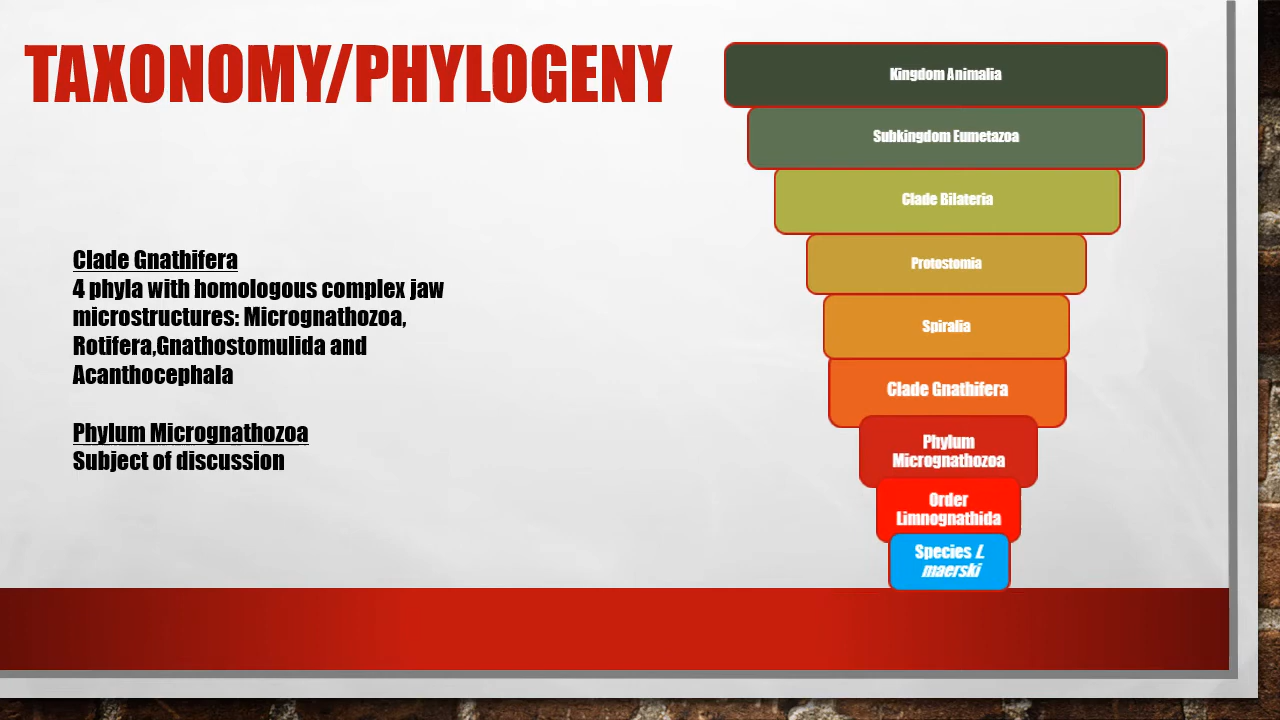 TAXONOMY/PHYLOGENY
Clade Gnathifera
4 phyla with homologous complex jaw
microstructures: Micrognathozoa,
Rotifera,Gnathostomulida and
Acanthocephala
Phylum Micrognathozoa
Subject of discussion
Kingdom Animalia
Subkingdom Eumetazoa
Clade Bilateria
Protostomia
Spiralia
Clade Gnathifera
Phylum
Micrognathozoa
Order
Limnognathida
Species L
maerski